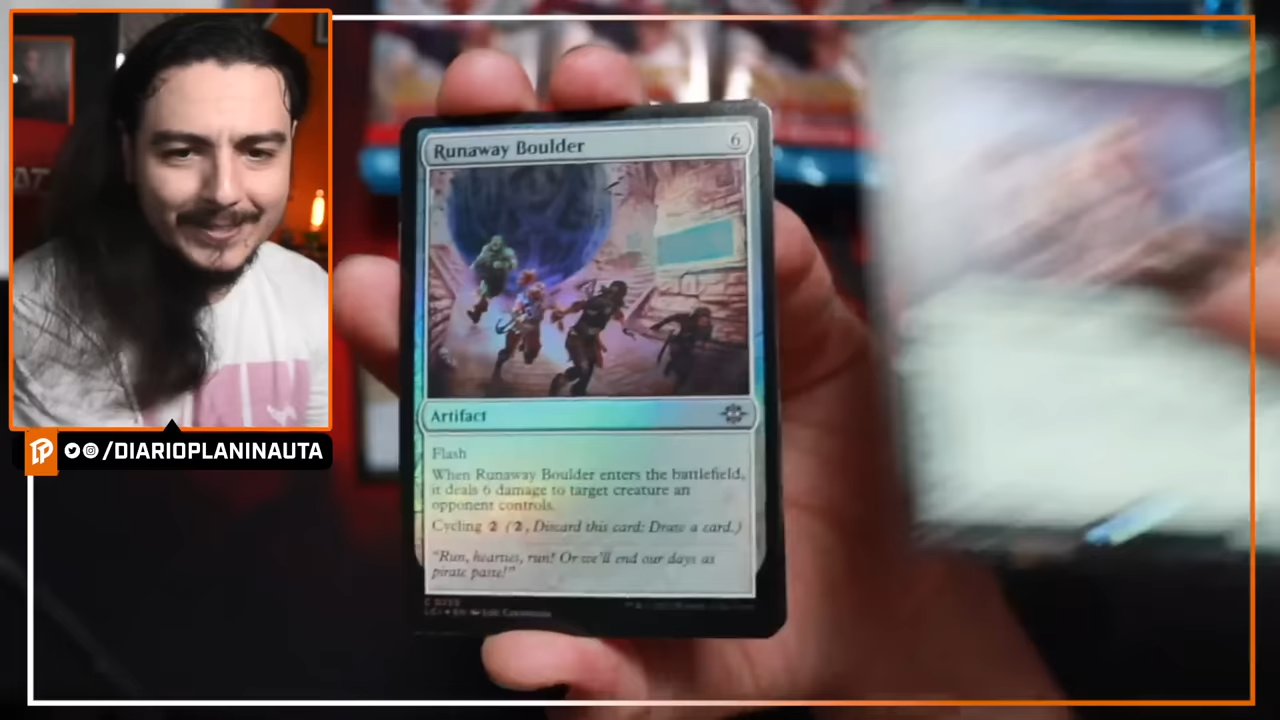 Runaway Boulder 6
Artifact
Flash
When Runaway Boulder enters the battlefield,
it deals 6 damage to target creature an
opponent controls.
Cycling 2 (2, Discard this card: Draw a card.)
"Run, hearties, run! Or we'll end our days as
pirate paste!"
/DIARIOPLANINAUTA